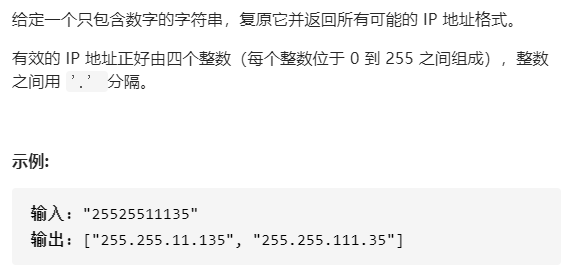 给定一个只包含数字的字符串，复原它并返回所有可能的 IP 地址格式。
有效的 IP 地址正好由四个整数（每个整数位于 0 到 255 之间组成），整数
之间用 '.' 分隔。
示例:
输入: "25525511135"
输出: ["255.255.11.135", "255.255.111.35"]